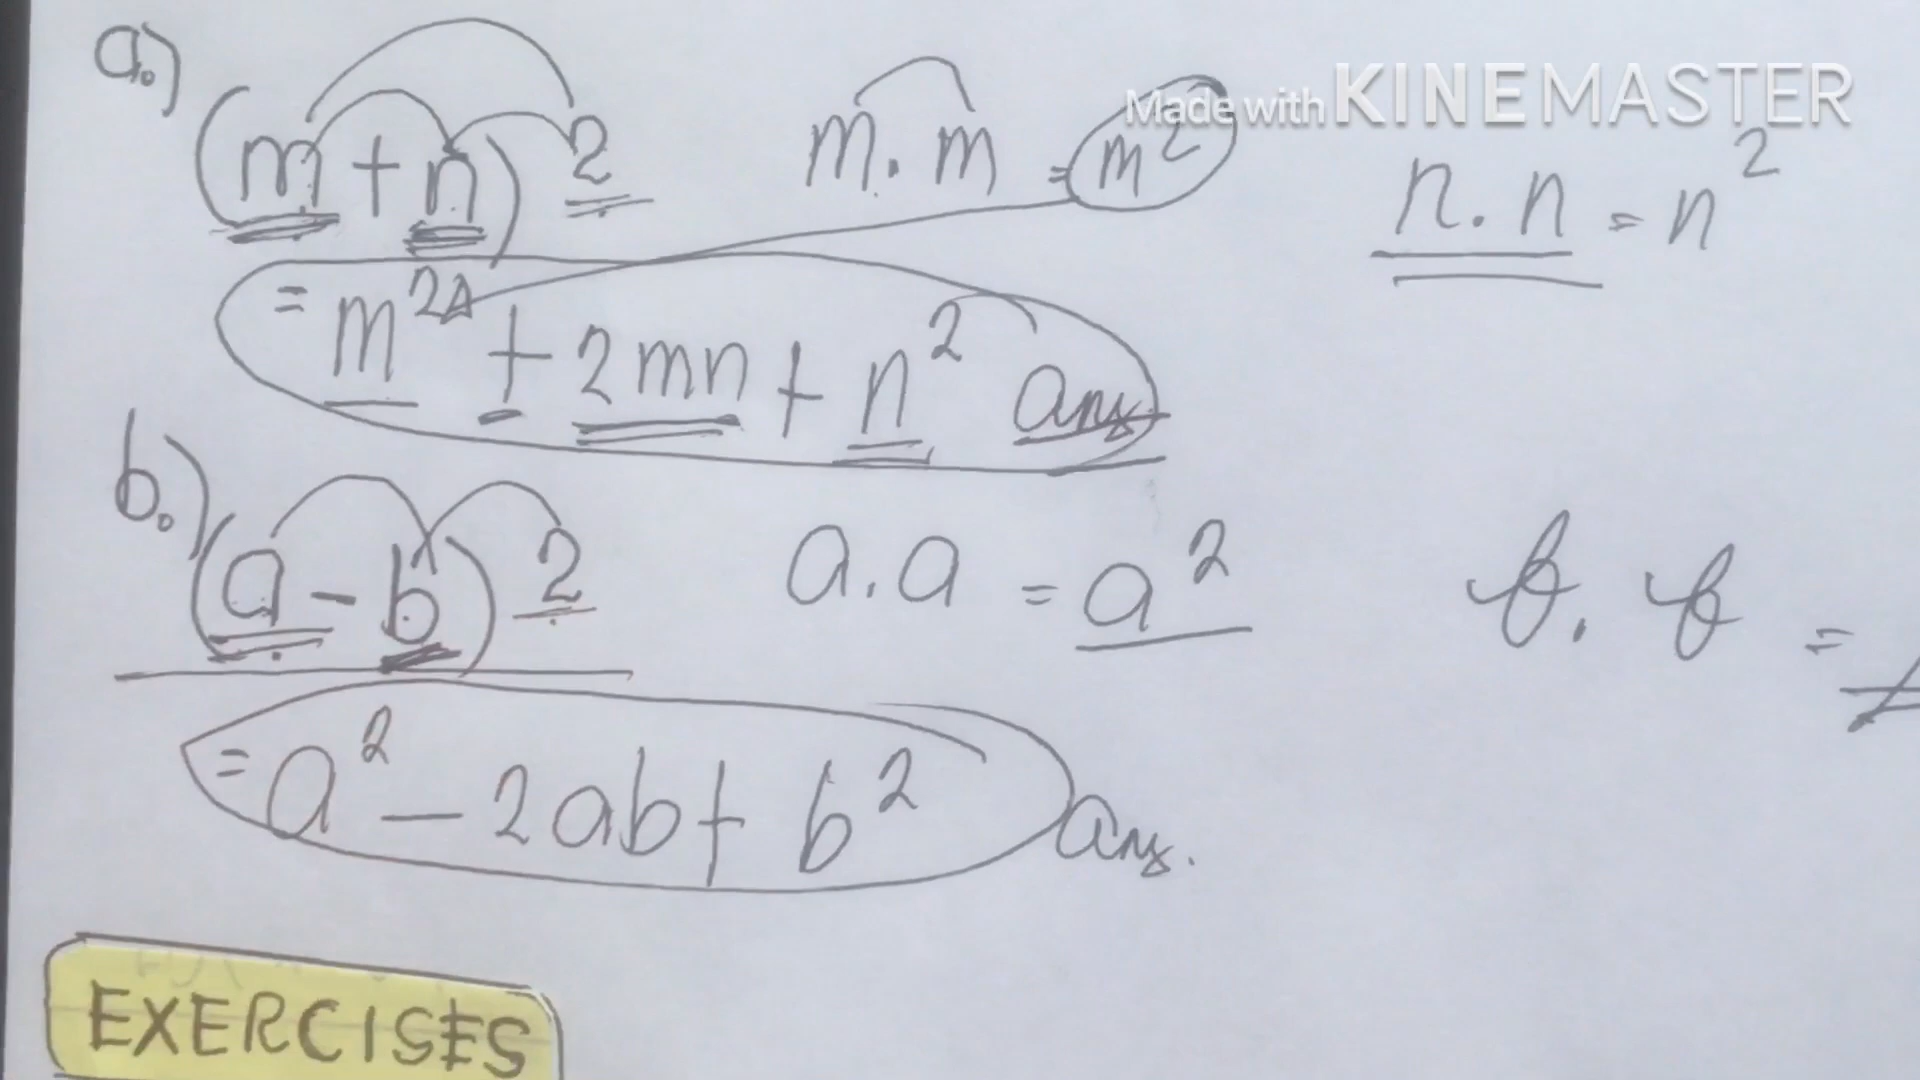 a.)
(m + n)² m . m = m² n . n = n²
Made with KINEMASTER
= m² + 2mn + n² ans
b.)
(a - b)² a . a = a² b . b =
= a² - 2ab + b² ans.
EXERCISES